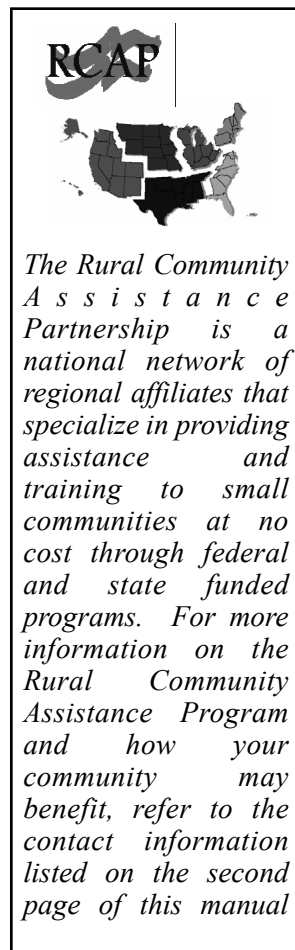 RCAP
The Rural Community
A s s i s t a n c e
Partnership is a
national network of
regional affiliates that
specialize in providing
assistance and
training to small
communities at no
cost through federal
and state funded
programs. For more
information on the
Rural Community
Assistance Program
and how your
community may
benefit, refer to the
contact information
listed on the second
page of this manual